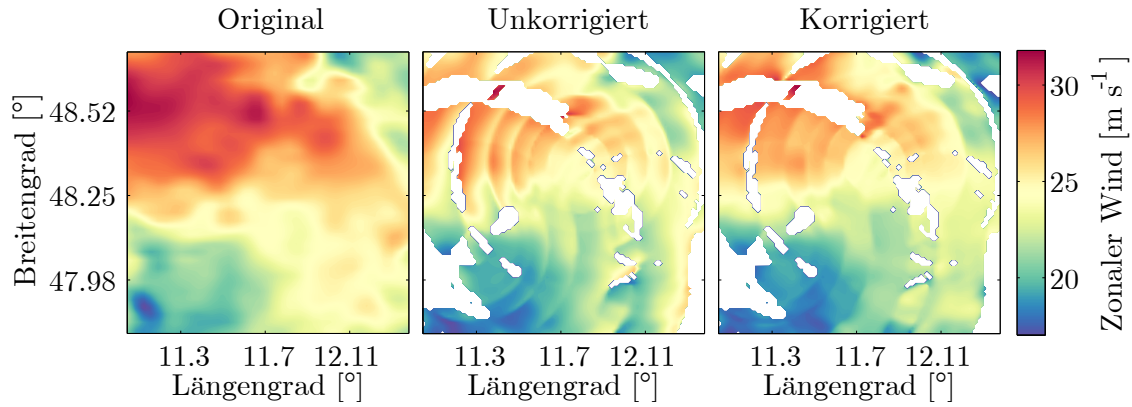 Original Unkorrigiert Korrigiert
48.52
48.25
47.98
Breitengrad [°]
11.3 11.7 12.11
Längengrad [°]
11.3 11.7 12.11
Längengrad [°]
11.3 11.7 12.11
Längengrad [°]
30
25
20
Zonaler Wind [m s⁻¹ ]